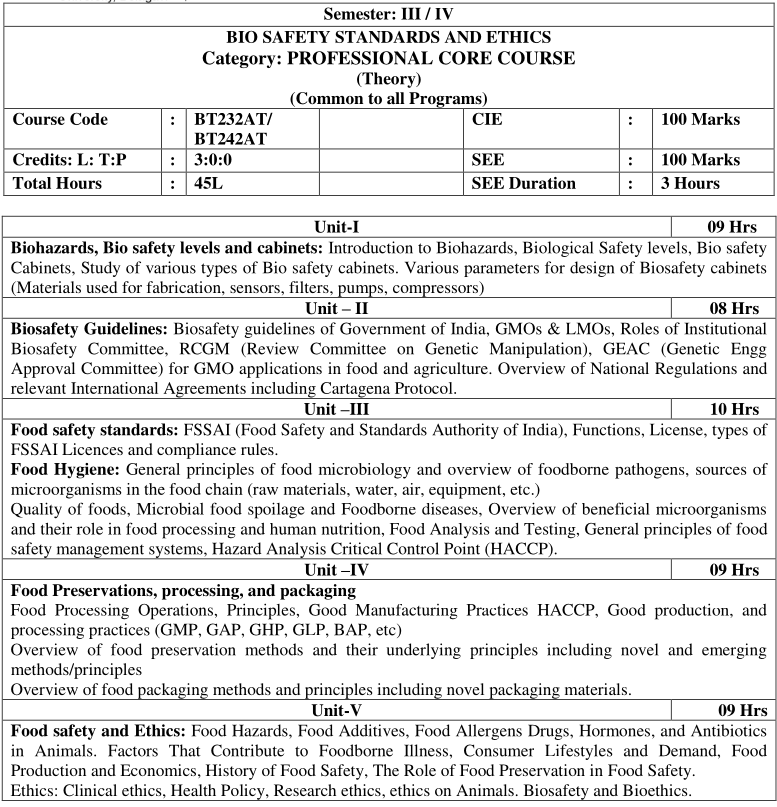 Semester: III / IV
BIO SAFETY STANDARDS AND ETHICS
Category: PROFESSIONAL CORE COURSE
(Theory)
(Common to all Programs)
Course Code : BT232AT/ CIE : 100 Marks
BT242AT
Credits: L: T:P : 3:0:0 SEE : 100 Marks
Total Hours : 45L SEE Duration : 3 Hours
Unit-I 09 Hrs
Biohazards, Bio safety levels and cabinets: Introduction to Biohazards, Biological Safety levels, Bio safety
Cabinets, Study of various types of Bio safety cabinets. Various parameters for design of Biosafety cabinets
(Materials used for fabrication, sensors, filters, pumps, compressors)
Unit – II 08 Hrs
Biosafety Guidelines: Biosafety guidelines of Government of India, GMOs & LMOs, Roles of Institutional
Biosafety Committee, RCGM (Review Committee on Genetic Manipulation), GEAC (Genetic Engg
Approval Committee) for GMO applications in food and agriculture. Overview of National Regulations and
relevant International Agreements including Cartagena Protocol.
Unit –III 10 Hrs
Food safety standards: FSSAI (Food Safety and Standards Authority of India), Functions, License, types of
FSSAI Licences and compliance rules.
Food Hygiene: General principles of food microbiology and overview of foodborne pathogens, sources of
microorganisms in the food chain (raw materials, water, air, equipment, etc.)
Quality of foods, Microbial food spoilage and Foodborne diseases, Overview of beneficial microorganisms
and their role in food processing and human nutrition, Food Analysis and Testing, General principles of food
safety management systems, Hazard Analysis Critical Control Point (HACCP).
Unit –IV 09 Hrs
Food Preservations, processing, and packaging
Food Processing Operations, Principles, Good Manufacturing Practices HACCP, Good production, and
processing practices (GMP, GAP, GHP, GLP, BAP, etc)
Overview of food preservation methods and their underlying principles including novel and emerging
methods/principles
Overview of food packaging methods and principles including novel packaging materials.
Unit-V 09 Hrs
Food safety and Ethics: Food Hazards, Food Additives, Food Allergens Drugs, Hormones, and Antibiotics
in Animals. Factors That Contribute to Foodborne Illness, Consumer Lifestyles and Demand, Food
Production and Economics, History of Food Safety, The Role of Food Preservation in Food Safety.
Ethics: Clinical ethics, Health Policy, Research ethics, ethics on Animals. Biosafety and Bioethics.